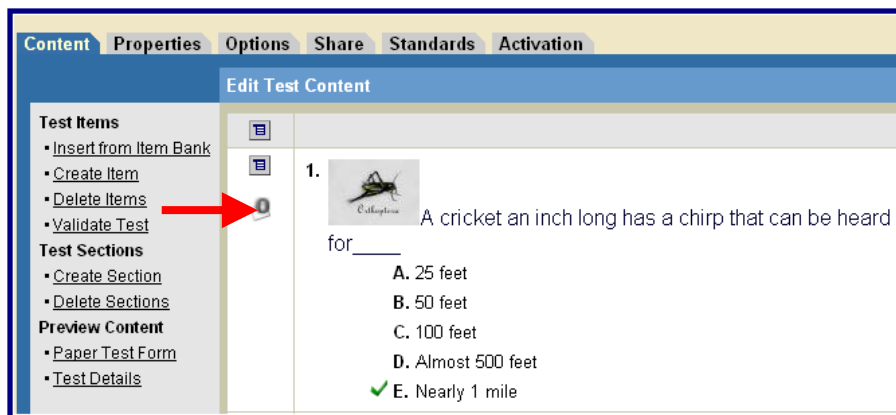 Content Properties Options Share Standards Activation
Edit Test Content
Test Items
Insert from Item Bank
Create Item
Delete Items
Validate Test
Test Sections
Create Section
Delete Sections
Preview Content
Paper Test Form
Test Details
1.
Orthoptera
A cricket an inch long has a chirp that can be heard
for____
A. 25 feet
B. 50 feet
C. 100 feet
D. Almost 500 feet
E. Nearly 1 mile